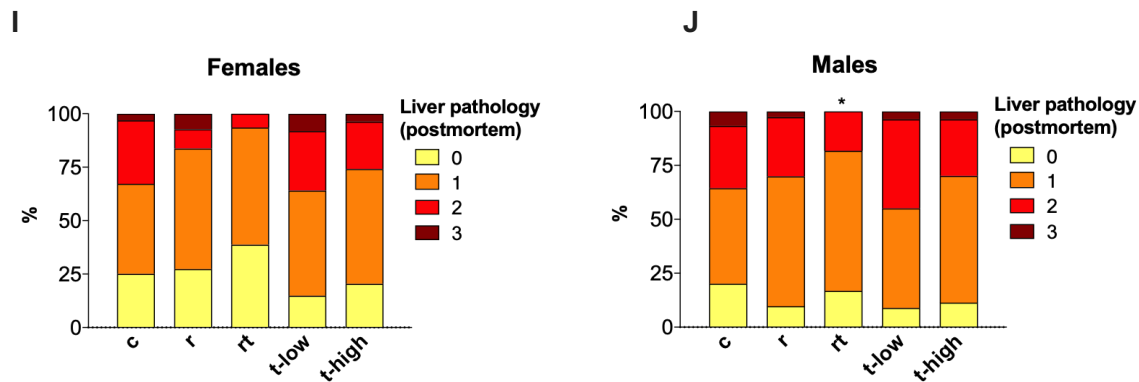 I
Females
%
100
75
50
25
0
c
r
rt
t-low
t-high
Liver pathology
(postmortem)
0
1
2
3
J
Males
%
100
75
50
25
0
*
c
r
rt
t-low
t-high
Liver pathology
(postmortem)
0
1
2
3